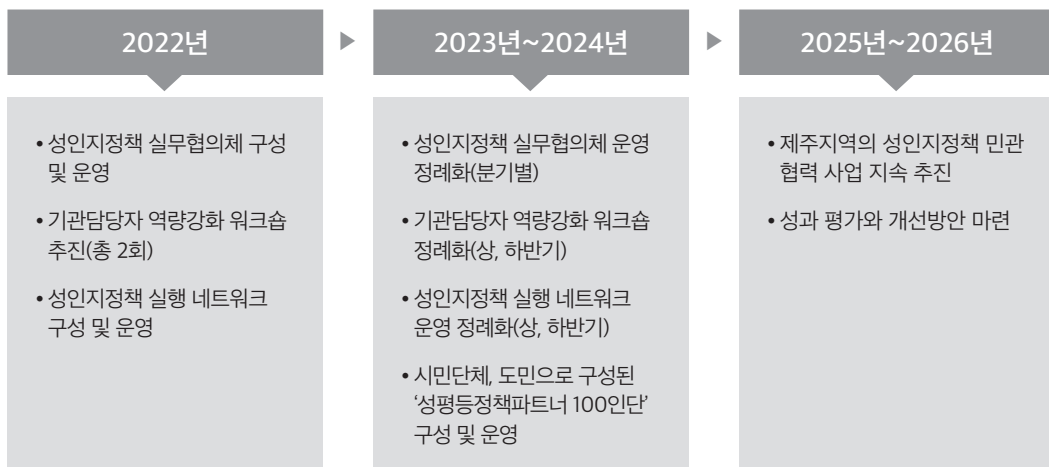 2022년
• 성인지정책 실무협의체 구성
및 운영
• 기관담당자 역량강화 워크숍
추진(총 2회)
• 성인지정책 실행 네트워크
구성 및 운영
2023년~2024년
• 성인지정책 실무협의체 운영
정례화(분기별)
• 기관담당자 역량강화 워크숍
정례화(상, 하반기)
• 성인지정책 실행 네트워크
운영 정례화(상, 하반기)
• 시민단체, 도민으로 구성된
‘성평등정책파트너 100인단’
구성 및 운영
2025년~2026년
• 제주지역의 성인지정책 민관
협력 사업 지속 추진
• 성과 평가와 개선방안 마련